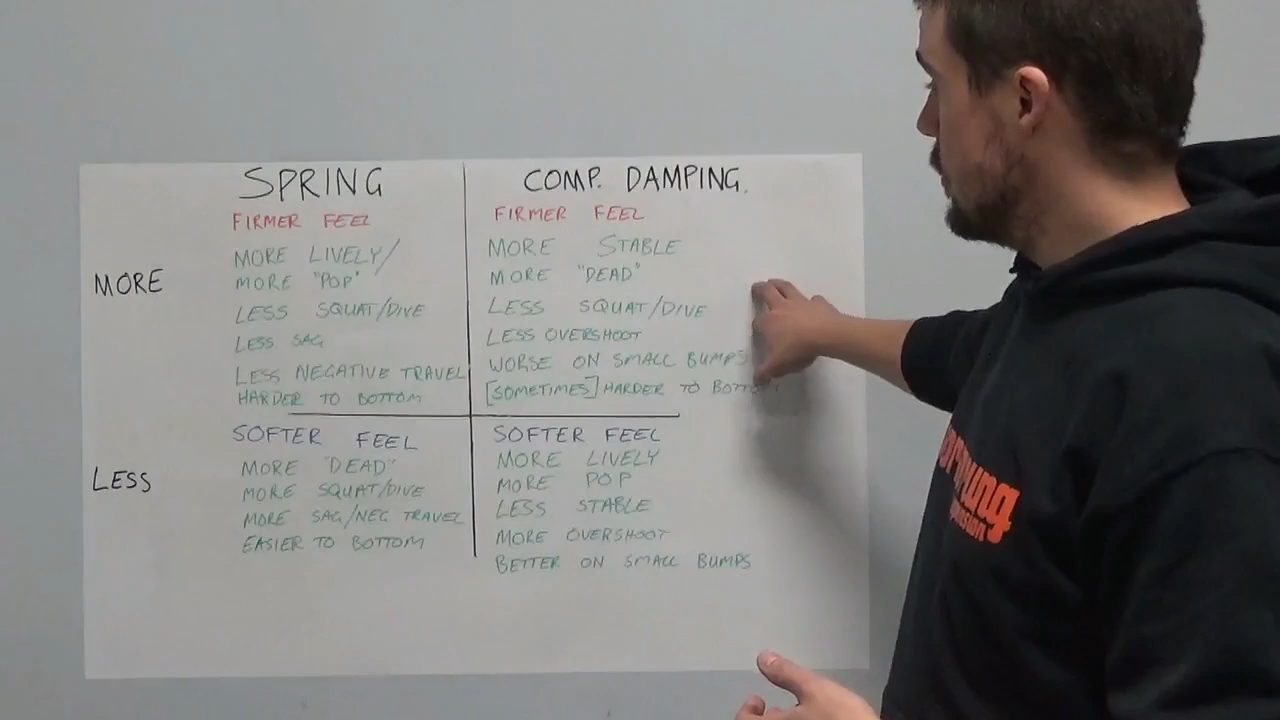 SPRING
COMP. DAMPING.
MORE
FIRMER FEEL
MORE LIVELY/
MORE "POP"
LESS SQUAT/DIVE
LESS SAG
LESS NEGATIVE TRAVEL
HARDER TO BOTTOM
FIRMER FEEL
MORE STABLE
MORE "DEAD"
LESS SQUAT/DIVE
LESS OVERSHOOT
WORSE ON SMALL BUMPS
[SOMETIMES] HARDER TO BOTTOM
LESS
SOFTER FEEL
MORE "DEAD"
MORE SQUAT/DIVE
MORE SAG/NEG TRAVEL
EASIER TO BOTTOM
SOFTER FEEL
MORE LIVELY
MORE POP
LESS STABLE
MORE OVERSHOOT
BETTER ON SMALL BUMPS